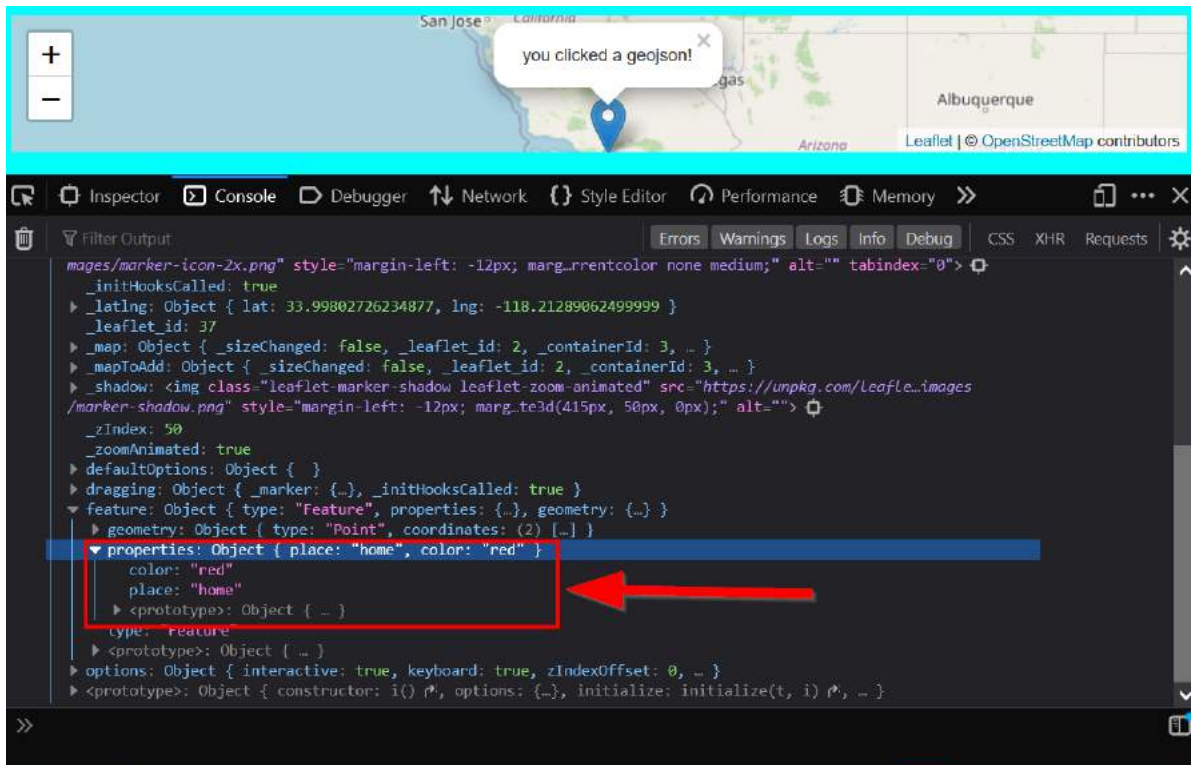 San Jose California
+
you clicked a geojson!
×
gas
−
Albuquerque
Arizona
Leaflet | © OpenStreetMap contributors
Inspector Console Debugger Network {} Style Editor Performance Memory
Filter Output Errors Warnings Logs Info Debug CSS XHR Requests
mages/marker-icon-2x.png" style="margin-left: -12px; marg…rrentcolor none medium;" alt="" tabindex="0">
_initHooksCalled: true
_latlng: Object { lat: 33.99802726234877, lng: -118.21289062499999 }
_leaflet_id: 37
_map: Object { _sizeChanged: false, _leaflet_id: 2, _containerId: 3, … }
_mapToAdd: Object { _sizeChanged: false, _leaflet_id: 2, _containerId: 3, … }
_shadow: <img class="leaflet-marker-shadow leaflet-zoom-animated" src="https://unpkg.com/leafle…images
/marker-shadow.png" style="margin-left: -12px; marg…te3d(415px, 50px, 0px);" alt="">
_zIndex: 50
_zoomAnimated: true
defaultOptions: Object { }
dragging: Object { _marker: {…}, _initHooksCalled: true }
feature: Object { type: "Feature", properties: {…}, geometry: {…} }
geometry: Object { type: "Point", coordinates: (2) […] }
properties: Object { place: "home", color: "red" }
color: "red"
place: "home"
<prototype>: Object { … }
type: "Feature"
<prototype>: Object { … }
options: Object { interactive: true, keyboard: true, zIndexOffset: 0, … }
<prototype>: Object { constructor: i(), options: {…}, initialize: initialize(t, i), … }